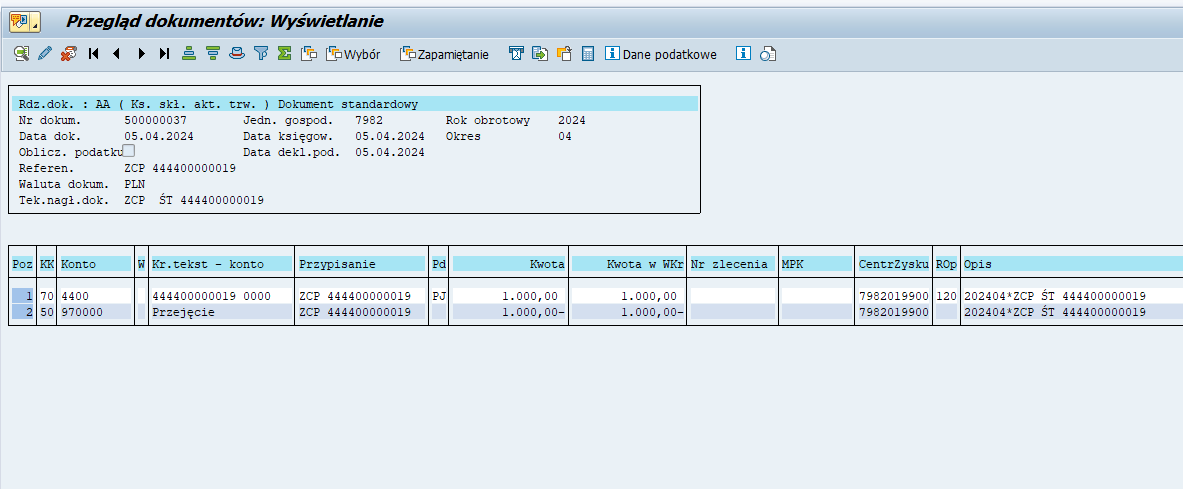 Przegląd dokumentów: Wyświetlanie
Wybór Zapamiętanie Dane podatkowe
Rdz.dok. : AA ( Ks. skł. akt. trw. ) Dokument standardowy
Nr dokum. 500000037 Jedn. gospod. 7982 Rok obrotowy 2024
Data dok. 05.04.2024 Data księgow. 05.04.2024 Okres 04
Oblicz. podatku Data dekl.pod. 05.04.2024
Referen. ZCP 444400000019
Waluta dokum. PLN
Tek.nagł.dok. ZCP ŚT 444400000019
Poz KK Konto W Kr.tekst - konto Przypisanie Pd Kwota Kwota w WKr Nr zlecenia MPK CentrZysku ROp Opis
1 70 4400 444400000019 0000 ZCP 444400000019 PJ 1.000,00 1.000,00 7982019900 120 202404*ZCP ŚT 444400000019
2 50 970000 Przejęcie ZCP 444400000019 1.000,00- 1.000,00- 7982019900 202404*ZCP ŚT 444400000019